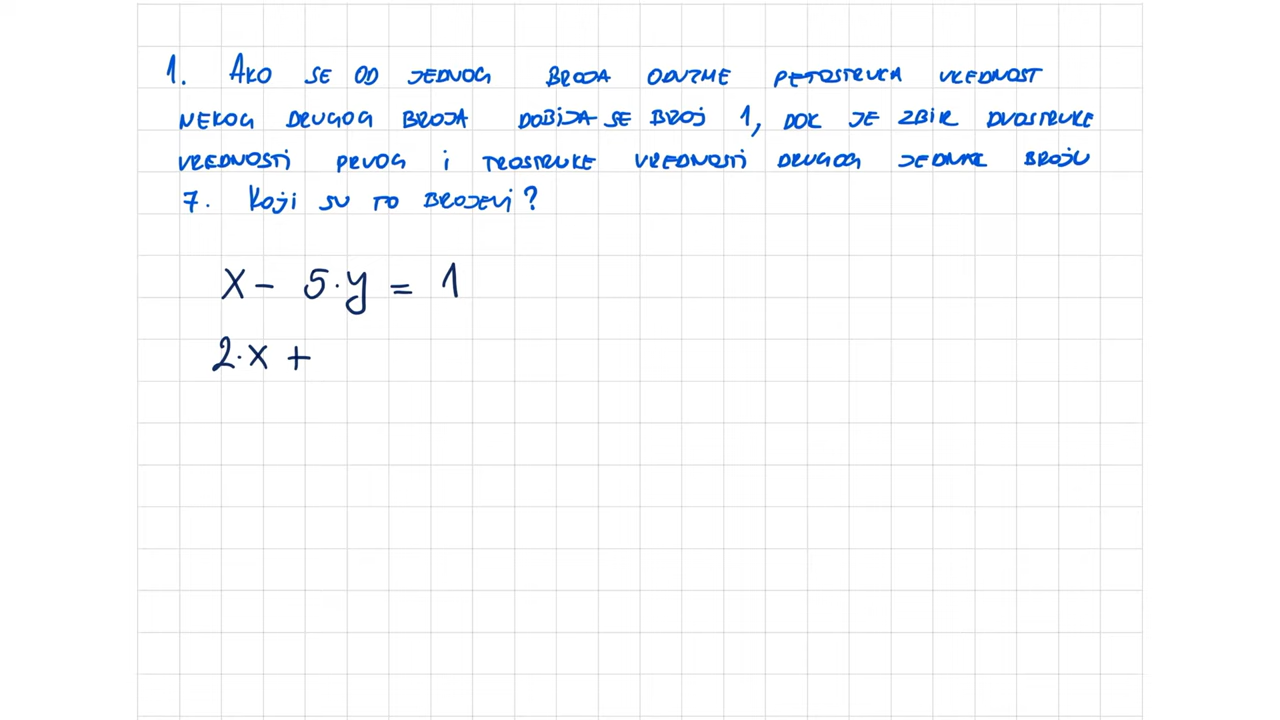 1. AKO SE OD JEDNOG BROJA ODUZME PETOSTRUKA VREDNOST
NEKOG DRUGOG BROJA DOBIJA SE BROJ 1, DOK JE ZBIR DVOSTRUKE
VREDNOSTI PRVOG I TROSTRUKE VREDNOSTI DRUGOG JEDNAK BROJU
7. KOJI SU TO BROJEVI?
x - 5·y = 1
2·x +